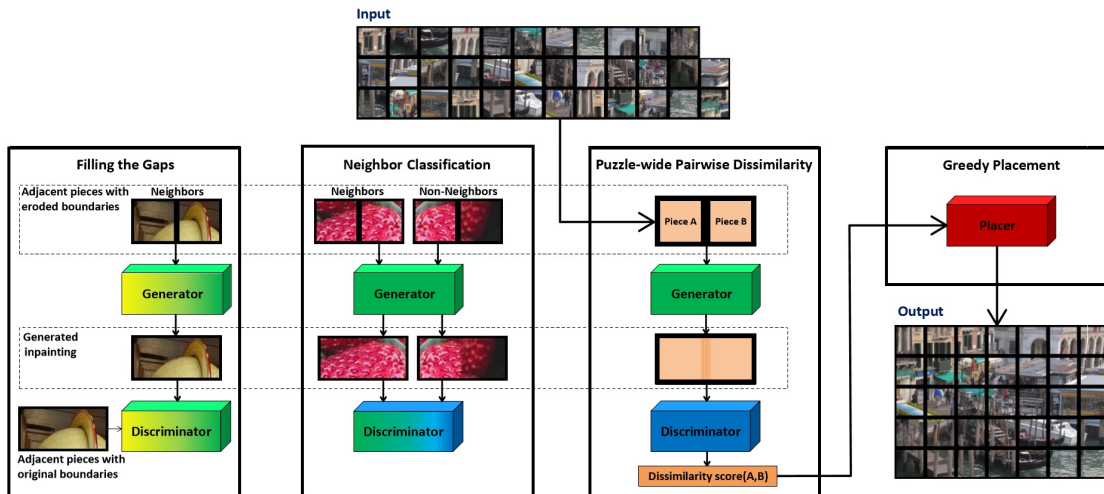 Input
Filling the Gaps
Adjacent pieces with
eroded boundaries
Neighbors
Generator
Generated
inpainting
Discriminator
Adjacent pieces with
original boundaries
Neighbor Classification
Neighbors
Non-Neighbors
Generator
Discriminator
Puzzle-wide Pairwise Dissimilarity
Piece A
Piece B
Generator
Discriminator
Dissimilarity score(A,B)
Greedy Placement
Placer
Output